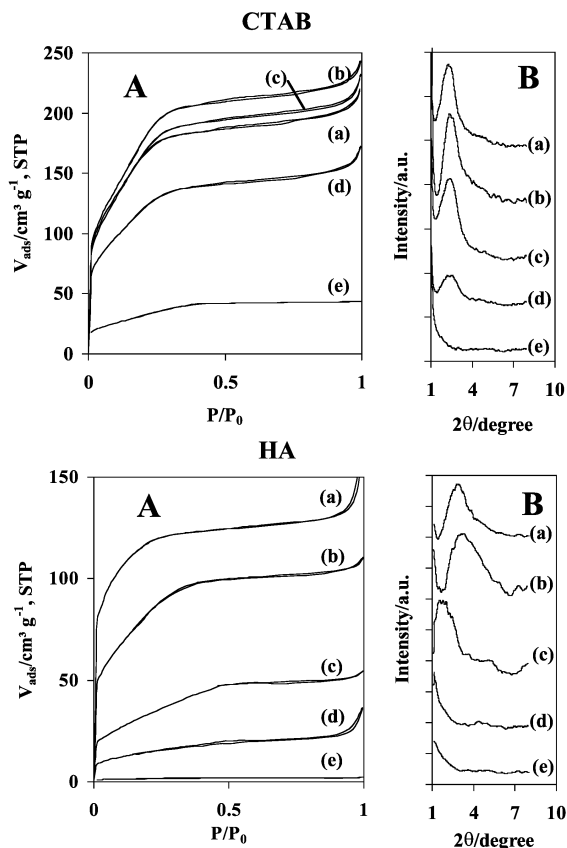 CTAB
A
V_ads/cm³ g⁻¹, STP
250
200
150
100
50
0
(c)
(b)
(a)
(d)
(e)
0
0.5
1
P/P₀
B
Intensity/a.u.
(a)
(b)
(c)
(d)
(e)
1
4
7
10
2θ/degree
HA
A
V_ads/cm³ g⁻¹, STP
150
100
50
0
(a)
(b)
(c)
(d)
(e)
0
0.5
1
P/P₀
B
Intensity/a.u.
(a)
(b)
(c)
(d)
(e)
1
4
7
10
2θ/degree